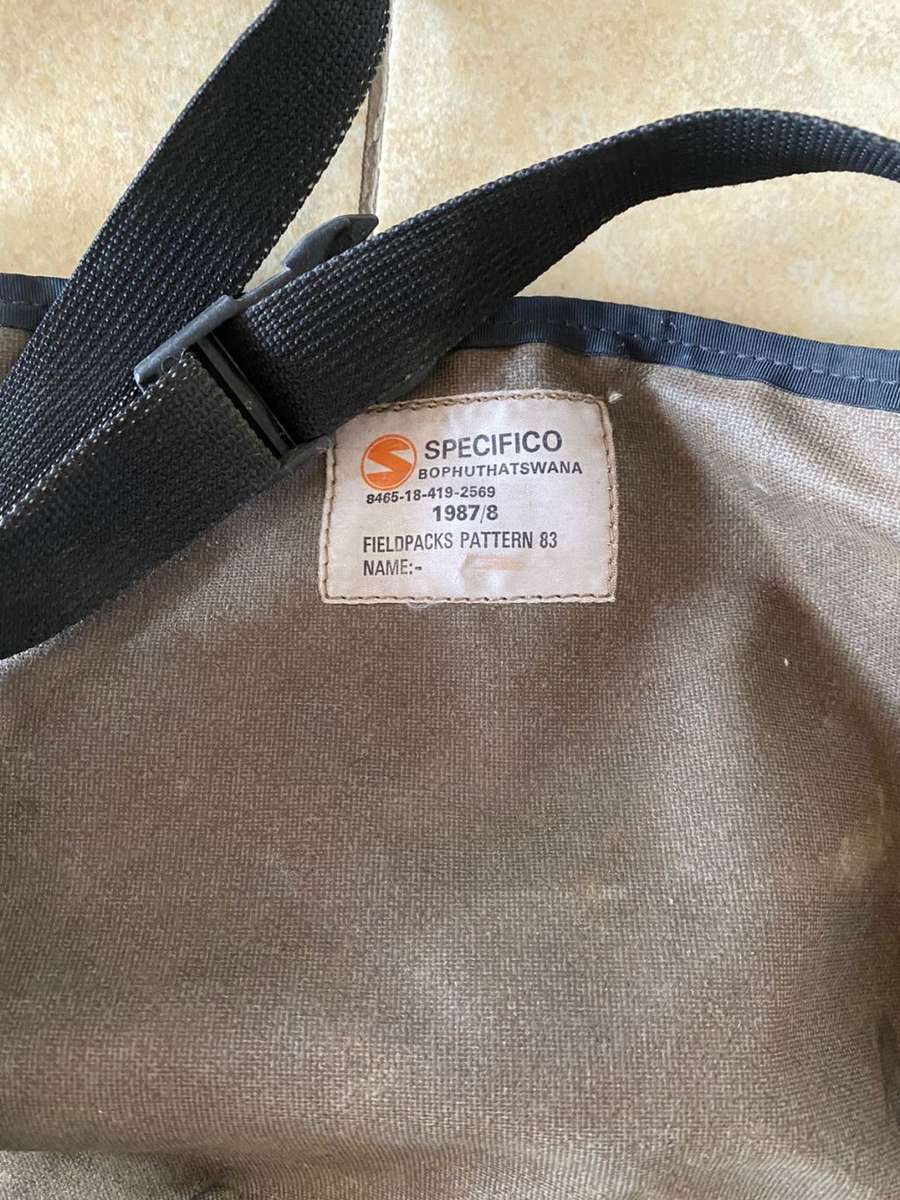 SPECIFICO
BOPHUTHATSWANA
8465-18-419-2569
1987/8
FIELDPACKS PATTERN 83
NAME:-